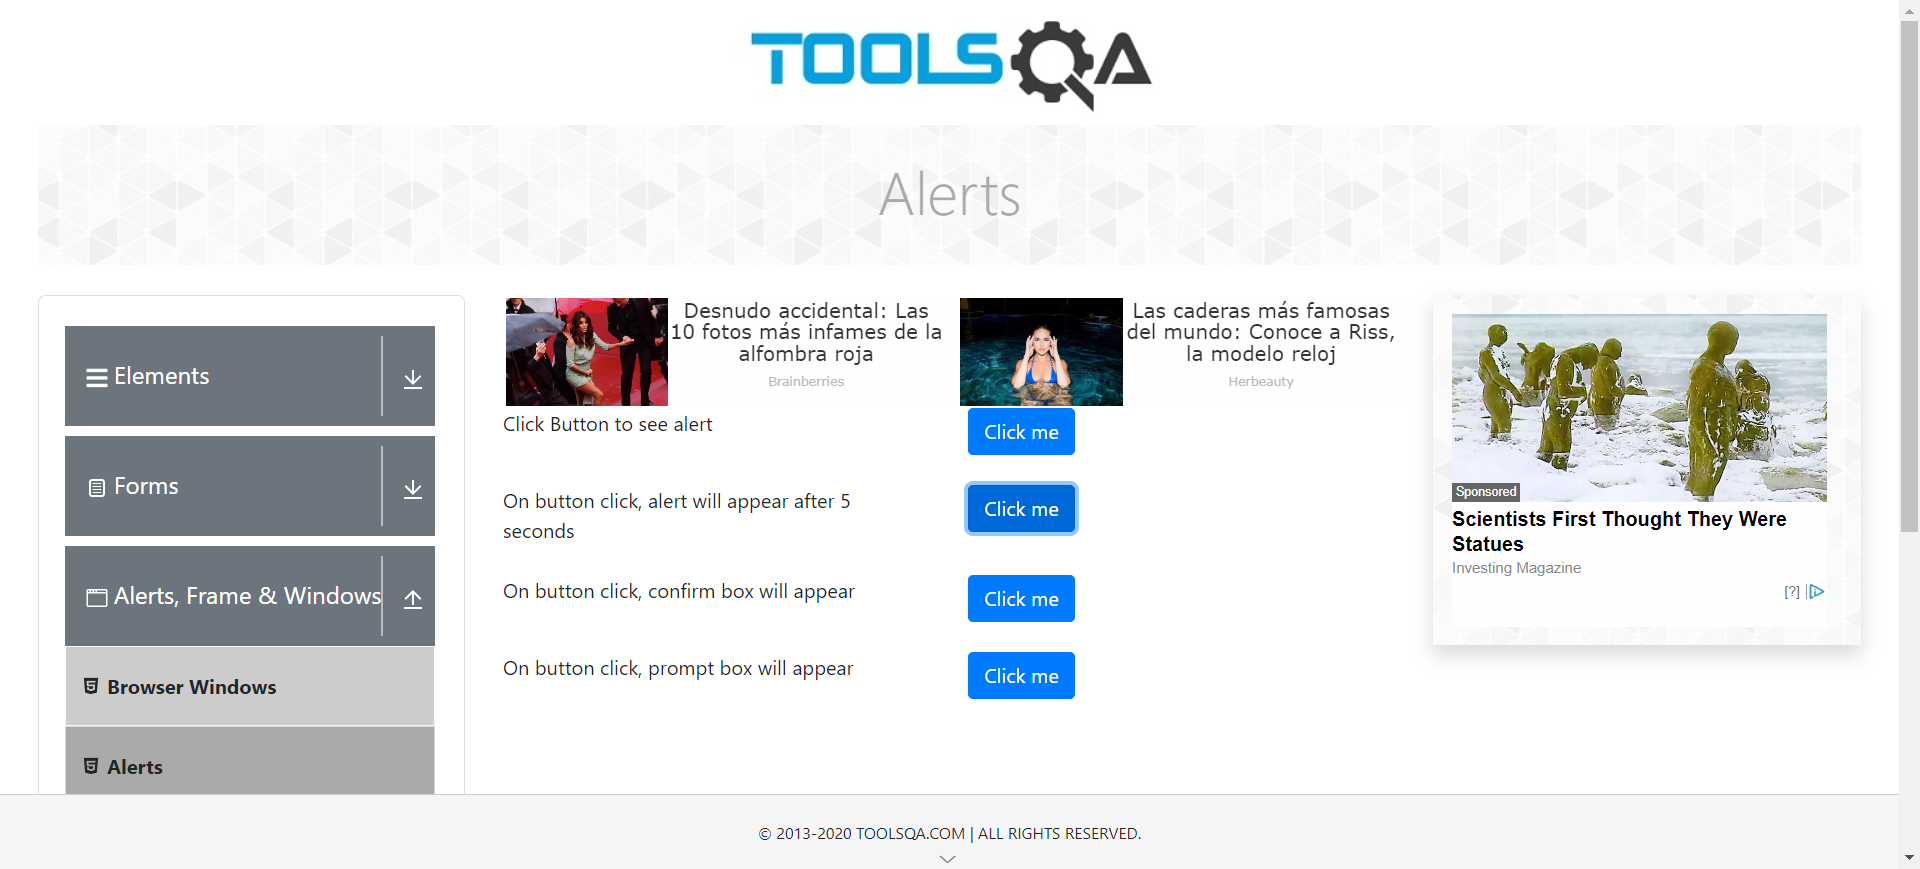 TOOLSQA
Alerts
Elements
Forms
Alerts, Frame & Windows
Browser Windows
Alerts
Desnudo accidental: Las
10 fotos más infames de la
alfombra roja
Brainberries
Las caderas más famosas
del mundo: Conoce a Riss,
la modelo reloj
Herbeauty
Click Button to see alert
Click me
On button click, alert will appear after 5
seconds
Click me
On button click, confirm box will appear
Click me
On button click, prompt box will appear
Click me
Sponsored
Scientists First Thought They Were
Statues
Investing Magazine
[?]
© 2013-2020 TOOLSQA.COM | ALL RIGHTS RESERVED.